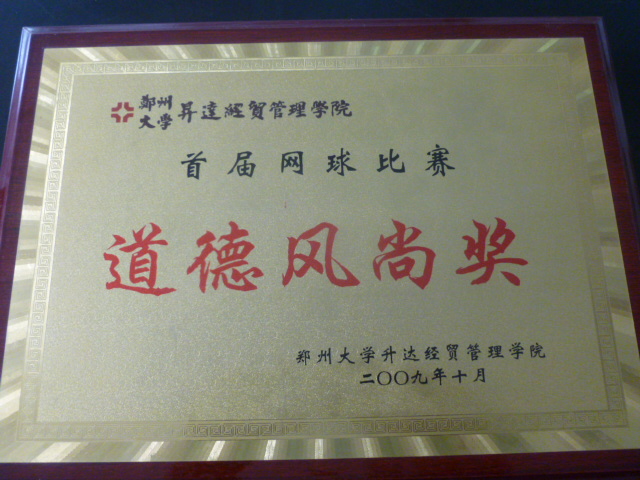 郑州大学昇達經貿管理學院
首届网球比赛
道德风尚奖
郑州大学升达经贸管理学院
二〇〇九年十月